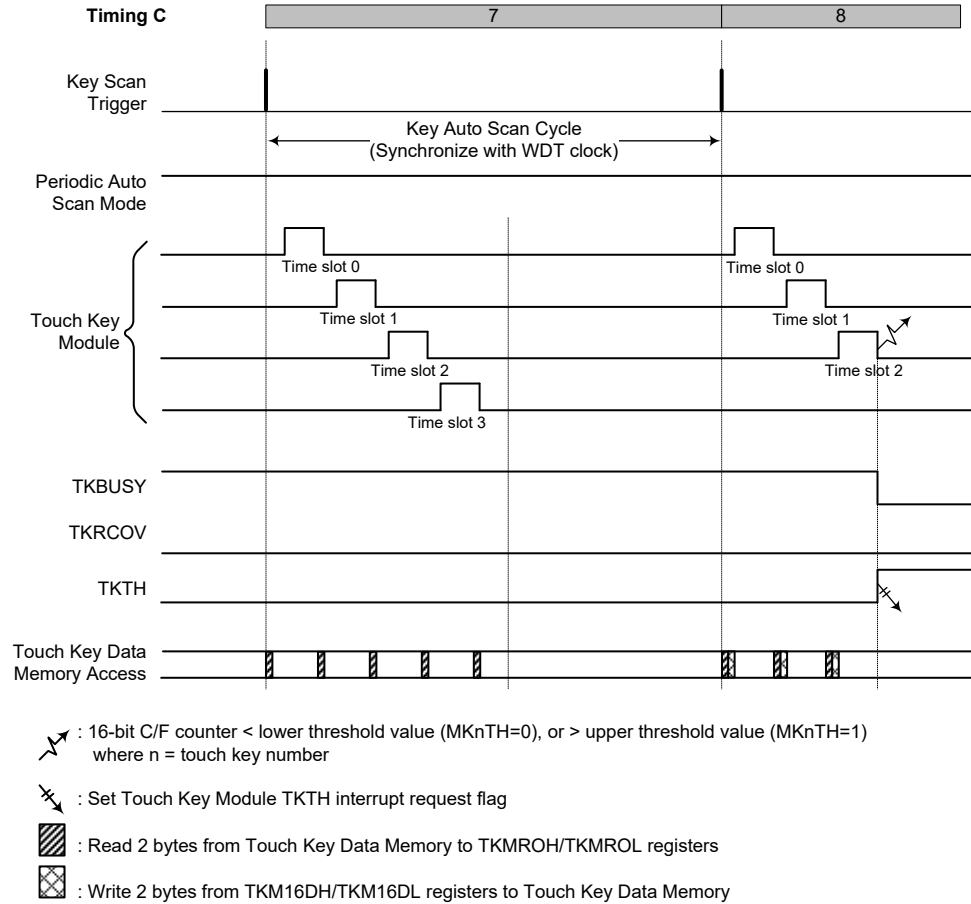 Timing C
7
8
Key Scan
Trigger
Key Auto Scan Cycle
(Synchronize with WDT clock)
Periodic Auto
Scan Mode
Touch Key
Module
Time slot 0
Time slot 0
Time slot 1
Time slot 1
Time slot 2
Time slot 2
Time slot 3
TKBUSY
TKRCOV
TKTH
Touch Key Data
Memory Access
: 16-bit C/F counter < lower threshold value (MKnTH=0), or > upper threshold value (MKnTH=1)
where n = touch key number
: Set Touch Key Module TKTH interrupt request flag
: Read 2 bytes from Touch Key Data Memory to TKMROH/TKMROL registers
: Write 2 bytes from TKM16DH/TKM16DL registers to Touch Key Data Memory